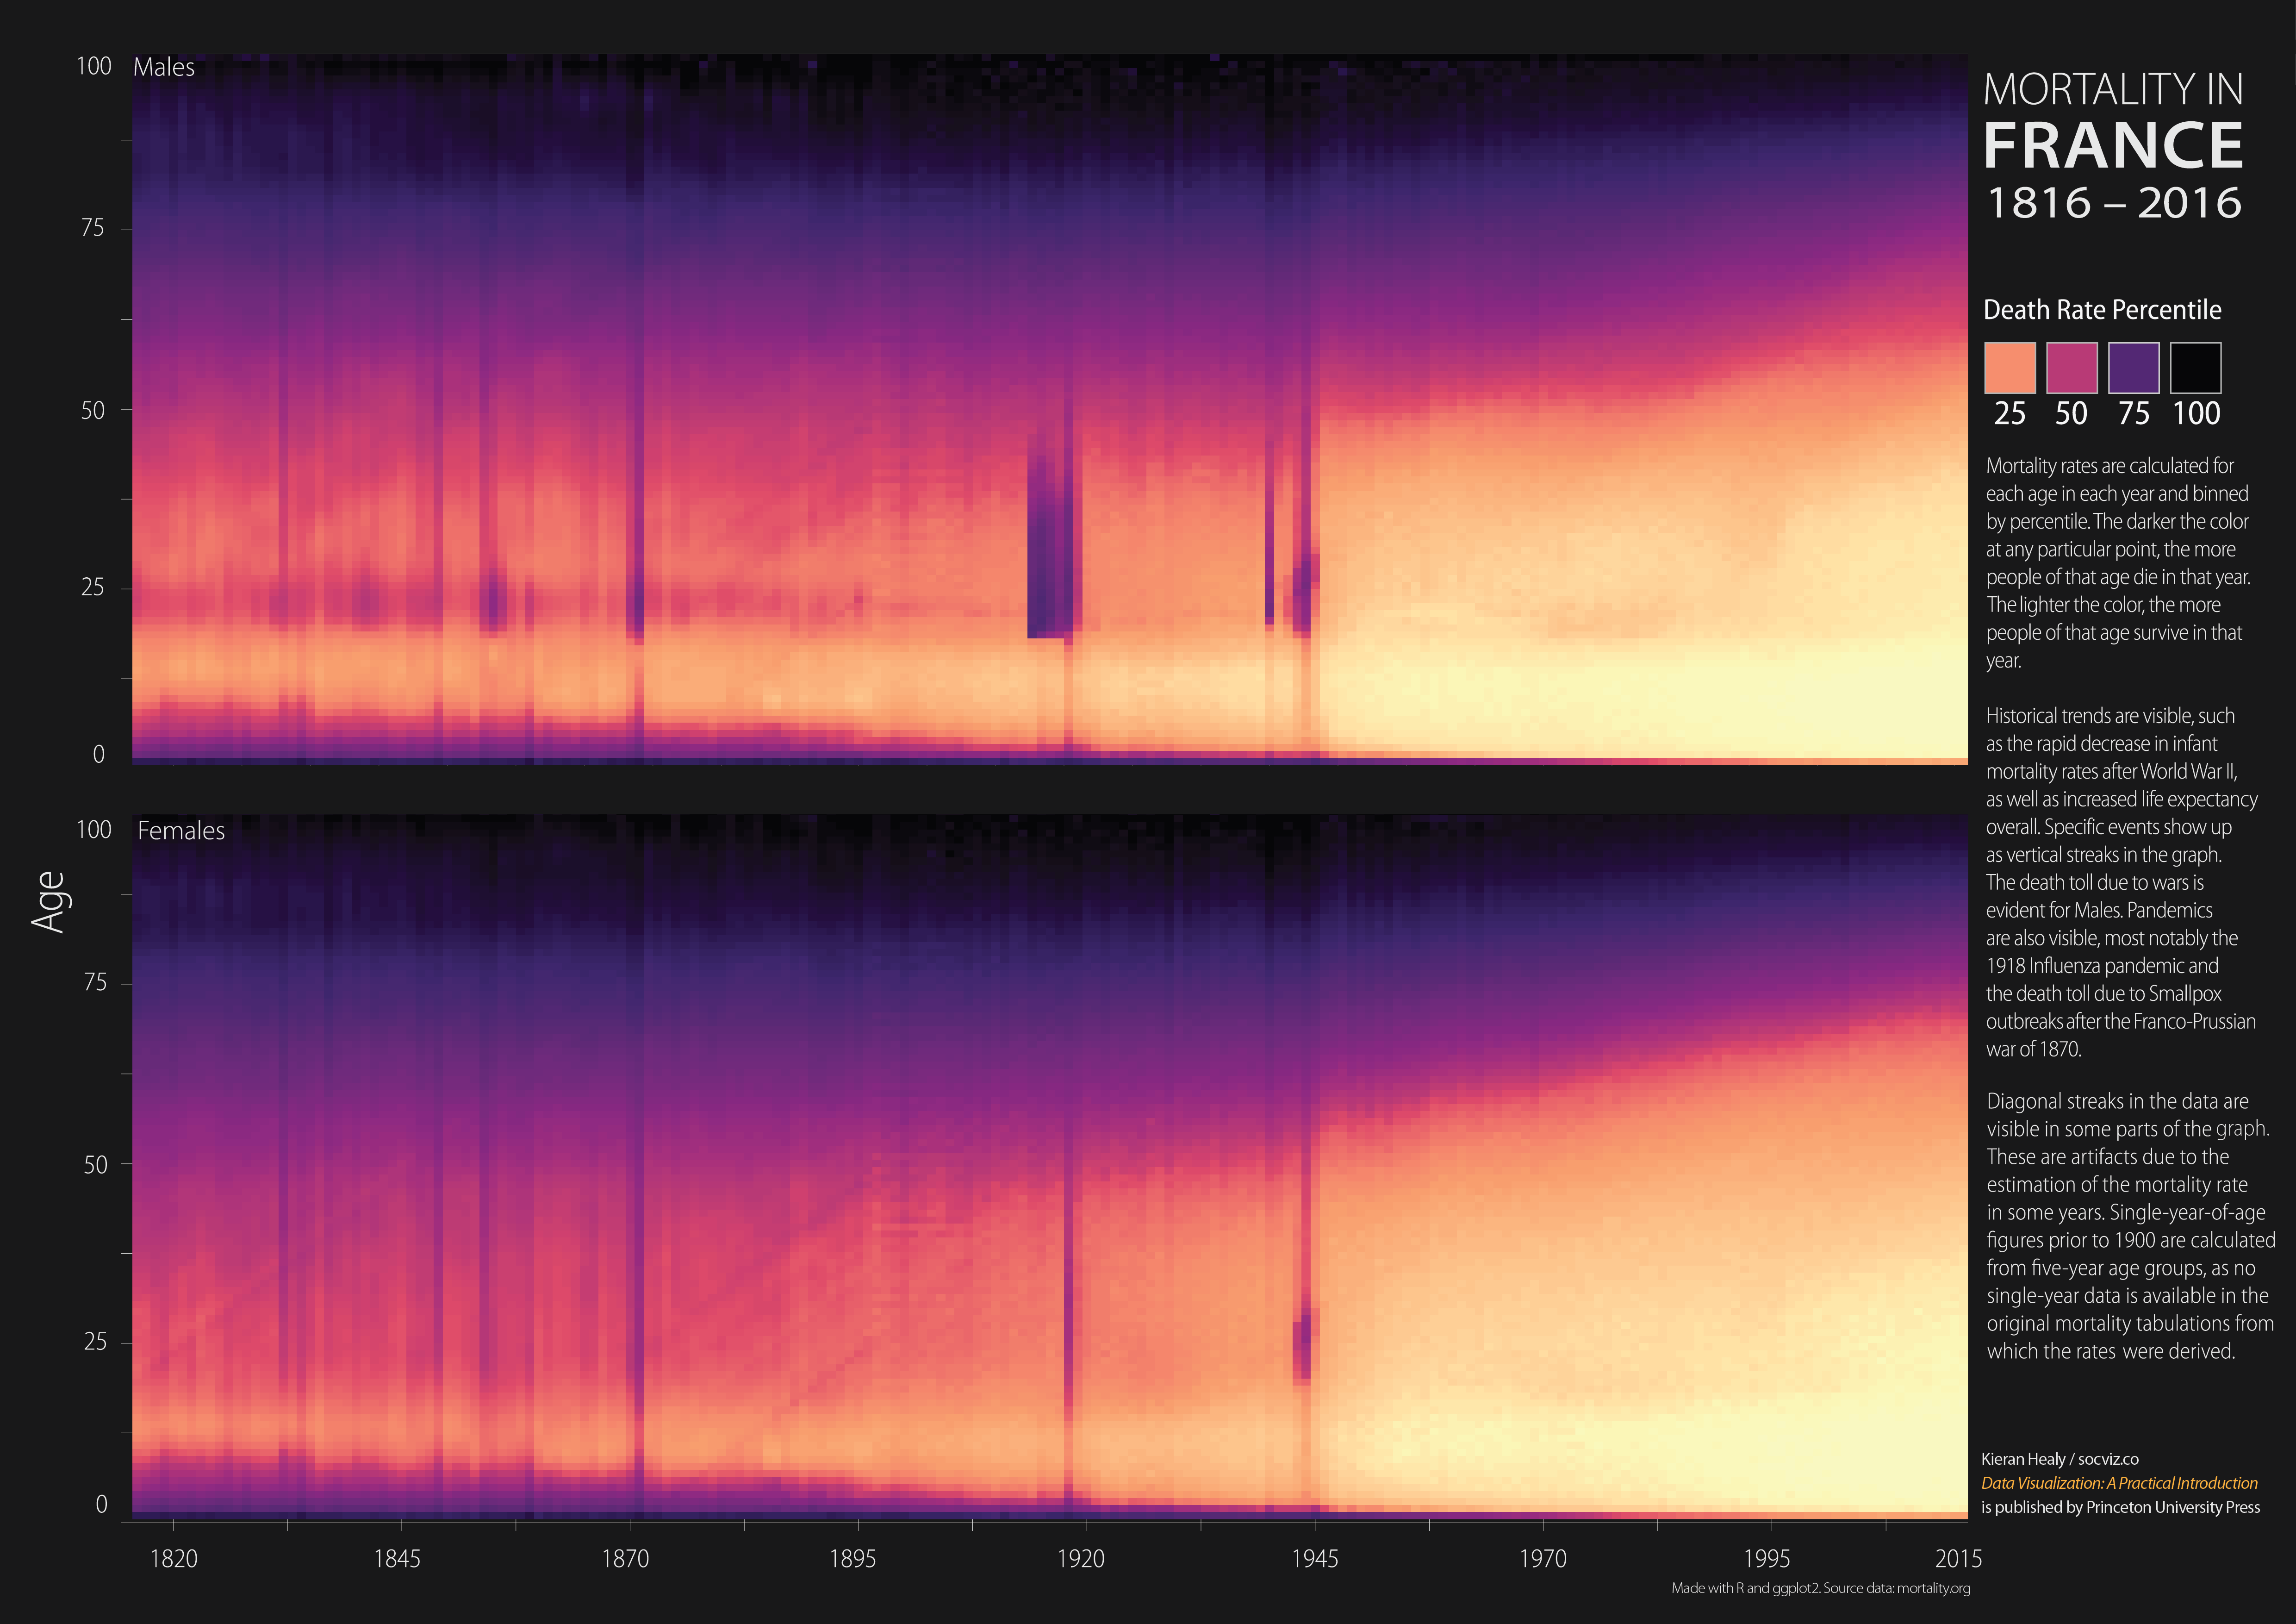 MORTALITY IN
FRANCE
1816 – 2016
Males
100
75
50
25
0
Females
100
75
50
25
0
Age
1820 1845 1870 1895 1920 1945 1970 1995 2015
Made with R and ggplot2. Source data: mortality.org
Death Rate Percentile
25 50 75 100
Mortality rates are calculated for
each age in each year and binned
by percentile. The darker the color
at any particular point, the more
people of that age die in that year.
The lighter the color, the more
people of that age survive in that
year.
Historical trends are visible, such
as the rapid decrease in infant
mortality rates after World War II,
as well as increased life expectancy
overall. Specific events show up
as vertical streaks in the graph.
The death toll due to wars is
evident for Males. Pandemics
are also visible, most notably the
1918 Influenza pandemic and
the death toll due to Smallpox
outbreaks after the Franco-Prussian
war of 1870.
Diagonal streaks in the data are
visible in some parts of the graph.
These are artifacts due to the
estimation of the mortality rate
in some years. Single-year-of-age
figures prior to 1900 are calculated
from five-year age groups, as no
single-year data is available in the
original mortality tabulations from
which the rates were derived.
Kieran Healy / socviz.co
Data Visualization: A Practical Introduction
is published by Princeton University Press